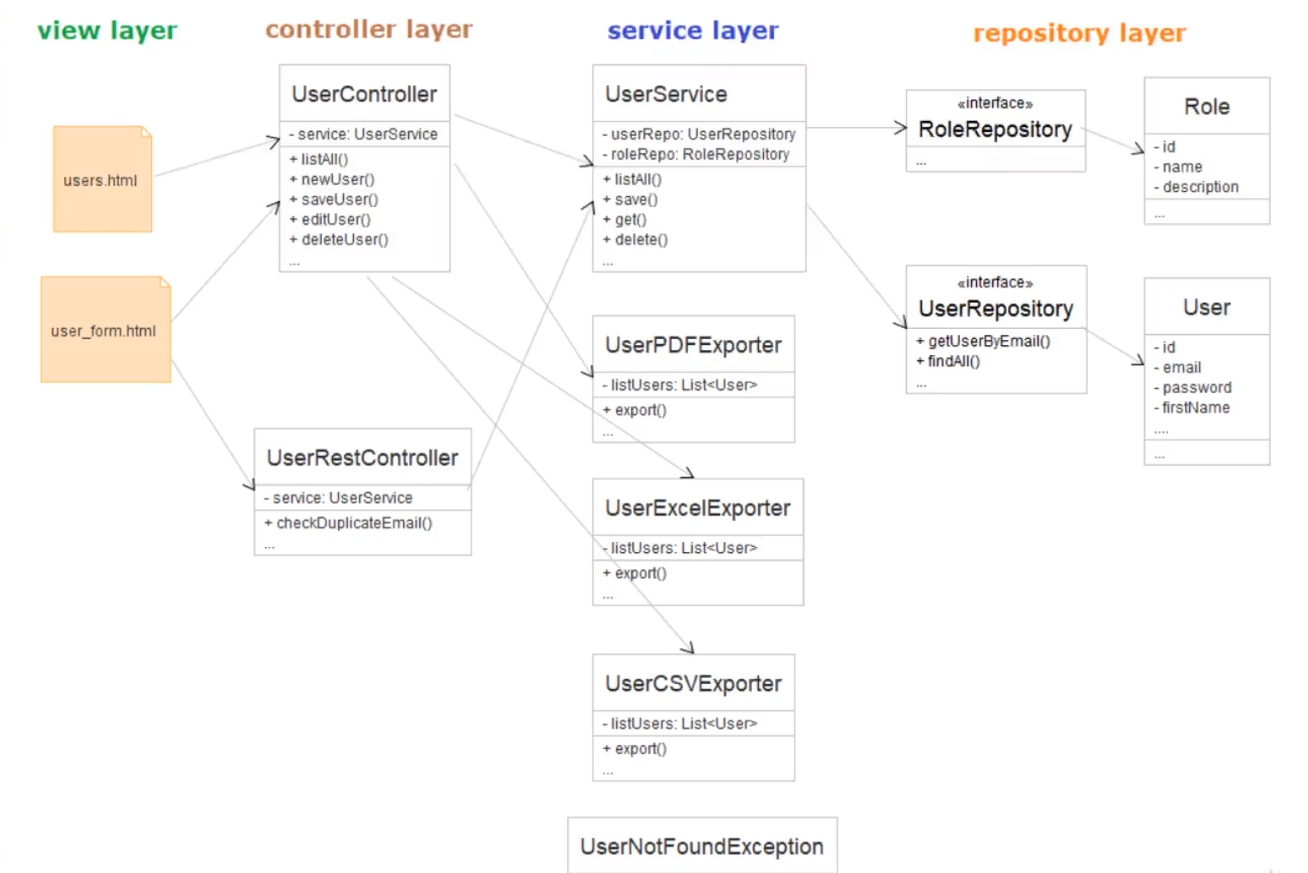 view layer
controller layer
service layer
repository layer
users.html
user_form.html
UserController
- service: UserService
+ listAll()
+ newUser()
+ saveUser()
+ editUser()
+ deleteUser()
...
UserRestController
- service: UserService
+ checkDuplicateEmail()
...
UserService
- userRepo: UserRepository
- roleRepo: RoleRepository
+ listAll()
+ save()
+ get()
+ delete()
...
UserPDFExporter
- listUsers: List<User>
+ export()
...
UserExcelExporter
- listUsers: List<User>
+ export()
...
UserCSVExporter
- listUsers: List<User>
+ export()
...
UserNotFoundException
«interface»
RoleRepository
...
«interface»
UserRepository
+ getUserByEmail()
+ findAll()
...
Role
- id
- name
- description
...
User
- id
- email
- password
- firstName
....
...